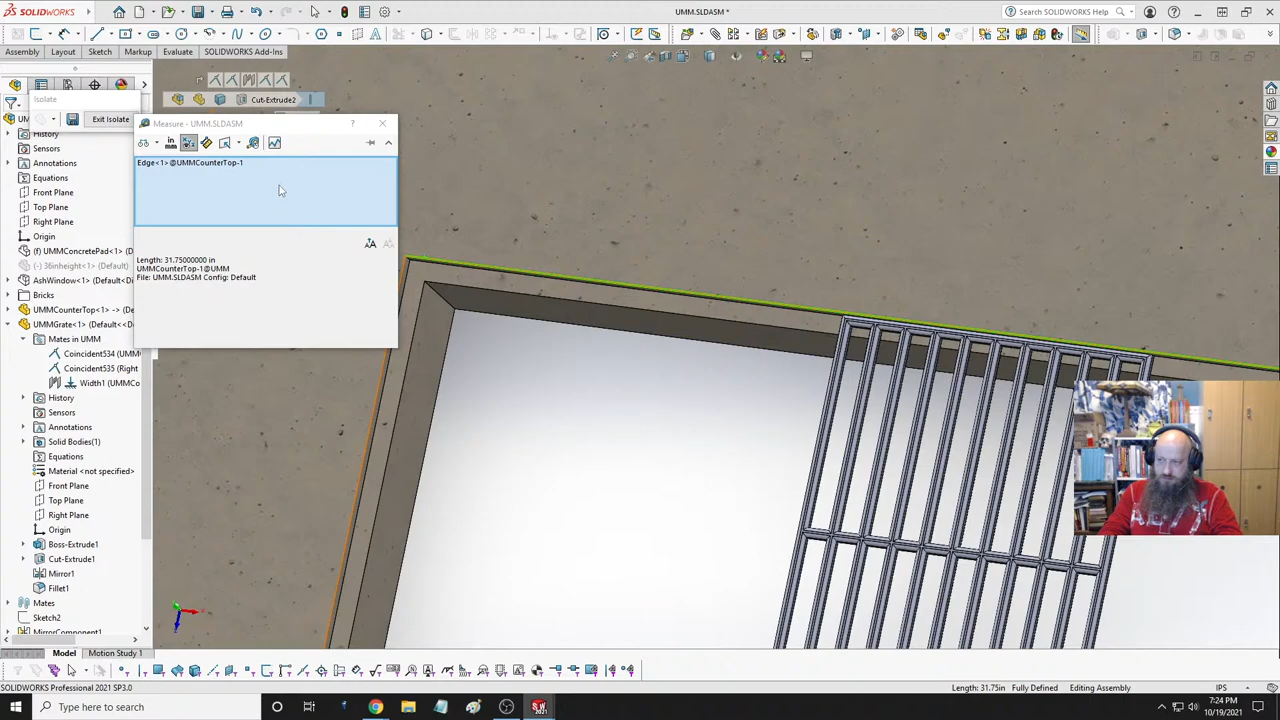 SOLIDWORKS
UMM.SLDASM *
Search SOLIDWORKS Help
Assembly
Layout
Sketch
Markup
Evaluate
SOLIDWORKS Add-Ins
Isolate
Exit Isolate
Cut-Extrude2
Measure - UMM.SLDASM
Edge<1> @UMMCounterTop-1
Length: 31.75000000 in
UMMCounterTop-1@UMM
File: UMM.SLDASM Config: Default
History
Sensors
Annotations
Equations
Front Plane
Top Plane
Right Plane
Origin
(f) UMMConcretePad<1> (D
(-) 36inheight<1> (Default)
AshWindow<1> (Default<D
Bricks
UMMCounterTop<1> -> (D
UMMGrate<1> (Default<<D
Mates in UMM
Coincident534 (UMM
Coincident535 (Right
Width1 (UMMCo
History
Sensors
Annotations
Solid Bodies(1)
Equations
Material <not specified>
Front Plane
Top Plane
Right Plane
Origin
Boss-Extrude1
Cut-Extrude1
Mirror1
Fillet1
Mates
Sketch2
MirrorComponent1
Model
Motion Study 1
SOLIDWORKS Professional 2021 SP3.0
Length: 31.75in
Fully Defined
Editing Assembly
IPS
Type here to search
7:24 PM
10/19/2021